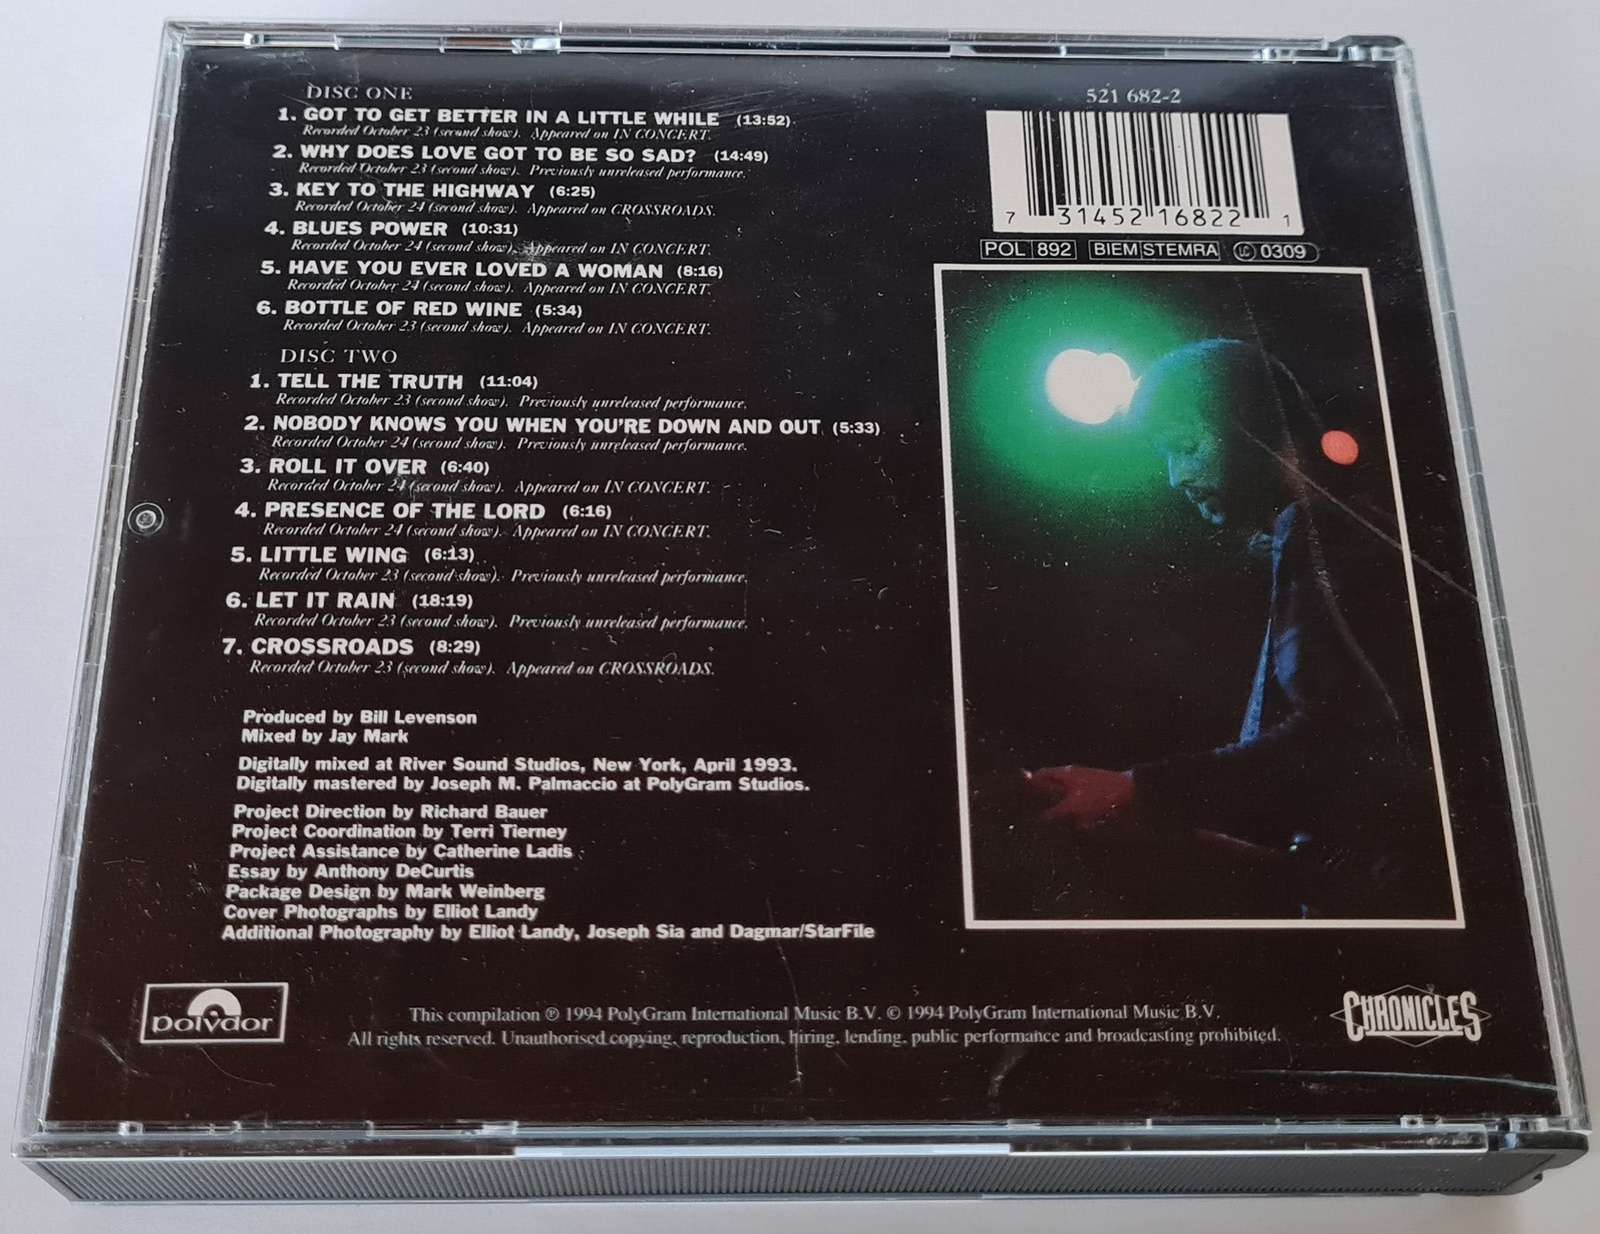 DISC ONE
1. GOT TO GET BETTER IN A LITTLE WHILE (13:52)
Recorded October 23 (second show). Appeared on IN CONCERT.
2. WHY DOES LOVE GOT TO BE SO SAD? (14:49)
Recorded October 23 (second show). Previously unreleased performance.
3. KEY TO THE HIGHWAY (6:25)
Recorded October 24 (second show). Appeared on CROSSROADS.
4. BLUES POWER (10:31)
Recorded October 24 (second show). Appeared on IN CONCERT.
5. HAVE YOU EVER LOVED A WOMAN (8:16)
Recorded October 24 (second show). Appeared on IN CONCERT.
6. BOTTLE OF RED WINE (5:34)
Recorded October 23 (second show). Appeared on IN CONCERT.
DISC TWO
1. TELL THE TRUTH (11:04)
Recorded October 23 (second show). Previously unreleased performance.
2. NOBODY KNOWS YOU WHEN YOU'RE DOWN AND OUT (5:33)
Recorded October 24 (second show). Previously unreleased performance.
3. ROLL IT OVER (6:40)
Recorded October 24 (second show). Appeared on IN CONCERT.
4. PRESENCE OF THE LORD (6:16)
Recorded October 24 (second show). Appeared on IN CONCERT.
5. LITTLE WING (6:13)
Recorded October 23 (second show). Previously unreleased performance.
6. LET IT RAIN (18:19)
Recorded October 23 (second show). Previously unreleased performance.
7. CROSSROADS (8:29)
Recorded October 23 (second show). Appeared on CROSSROADS.
Produced by Bill Levenson
Mixed by Jay Mark
Digitally mixed at River Sound Studios, New York, April 1993.
Digitally mastered by Joseph M. Palmaccio at PolyGram Studios.
Project Direction by Richard Bauer
Project Coordination by Terri Tierney
Project Assistance by Catherine Ladis
Essay by Anthony DeCurtis
Package Design by Mark Weinberg
Cover Photographs by Elliot Landy
Additional Photography by Elliot Landy, Joseph Sia and Dagmar/StarFile
521 682-2
7 31452 16822 1
POL 892 BIEM STEMRA LC 0309
polydor
This compilation ℗ 1994 PolyGram International Music B.V. © 1994 PolyGram International Music B.V.
All rights reserved. Unauthorised copying, reproduction, hiring, lending, public performance and broadcasting prohibited.
CHRONICLES